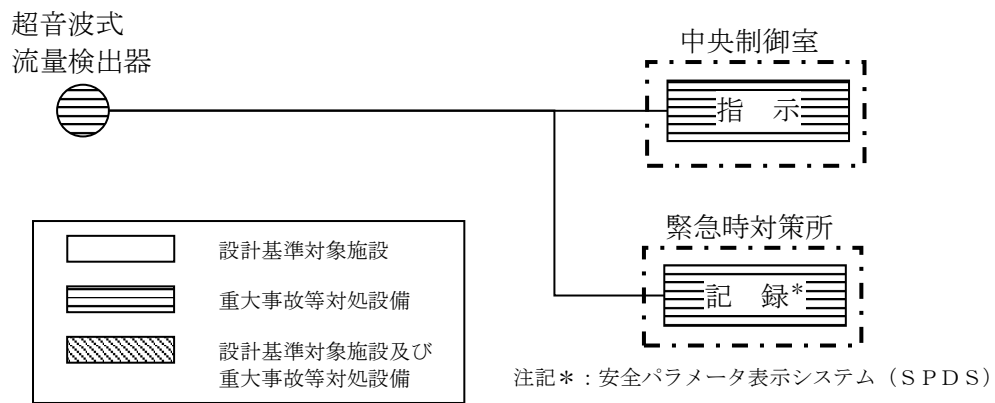 超音波式
流量検出器
中央制御室
指　示
緊急時対策所
記　録*
設計基準対象施設
重大事故等対処設備
設計基準対象施設及び
重大事故等対処設備
注記＊：安全パラメータ表示システム（ＳＰＤＳ）